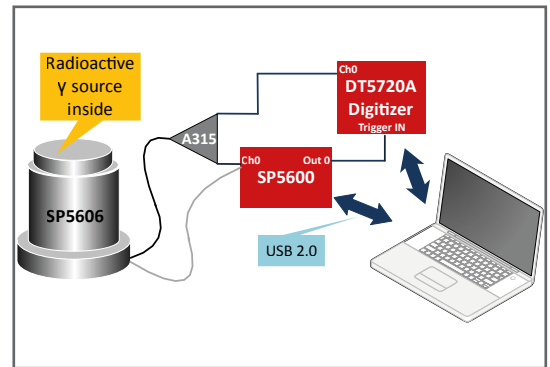 Radioactive
γ source
inside
SP5606
A315
Ch0
DT5720A
Digitizer
Trigger IN
Ch0
Out 0
SP5600
USB 2.0